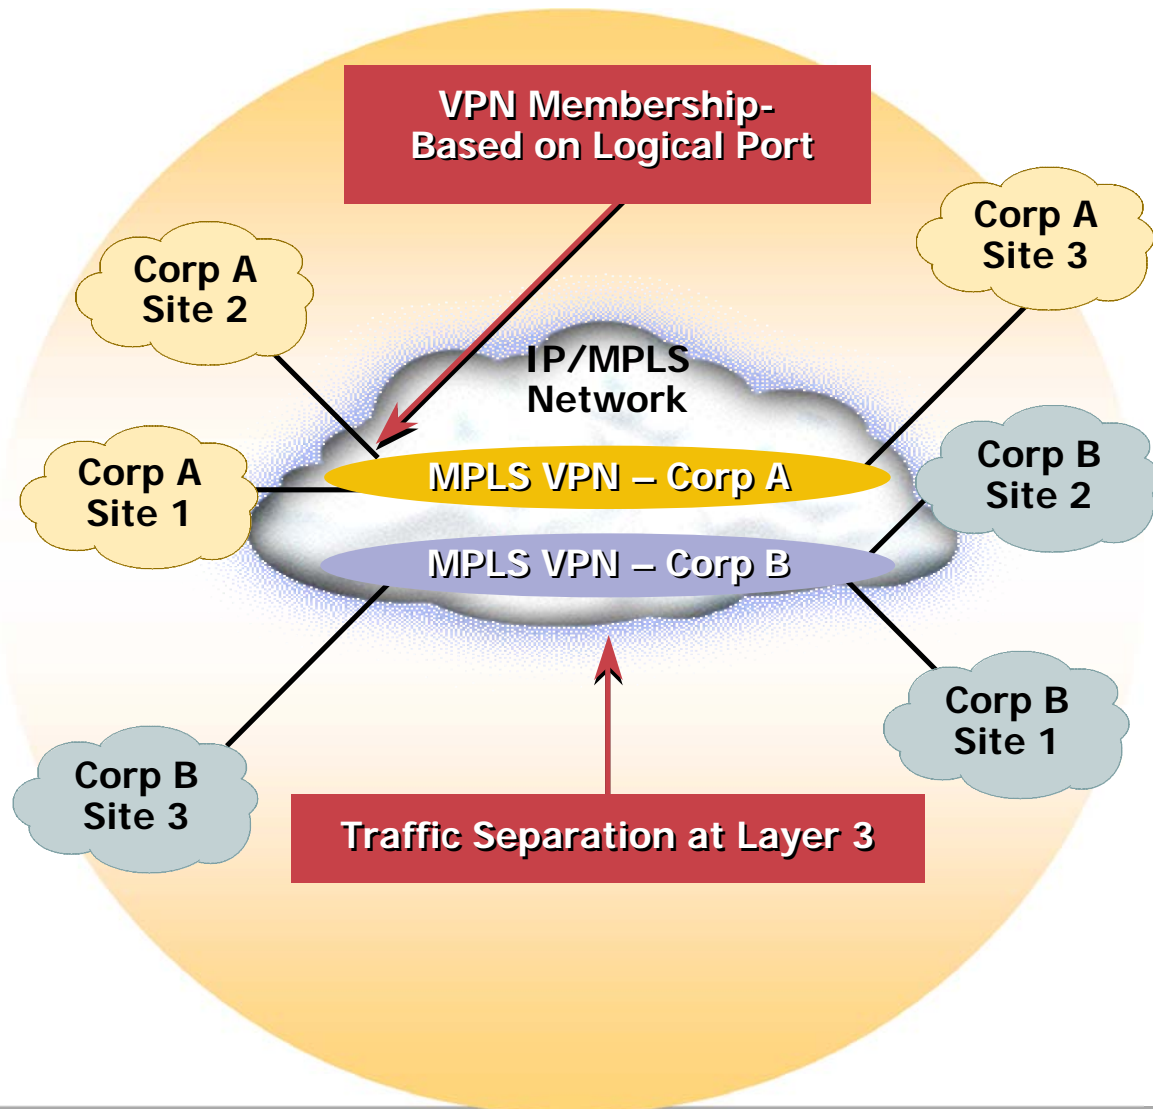 VPN Membership-
Based on Logical Port
Corp A
Site 3
Corp A
Site 2
IP/MPLS
Network
Corp A
Site 1
MPLS VPN – Corp A
Corp B
Site 2
MPLS VPN – Corp B
Corp B
Site 1
Corp B
Site 3
Traffic Separation at Layer 3